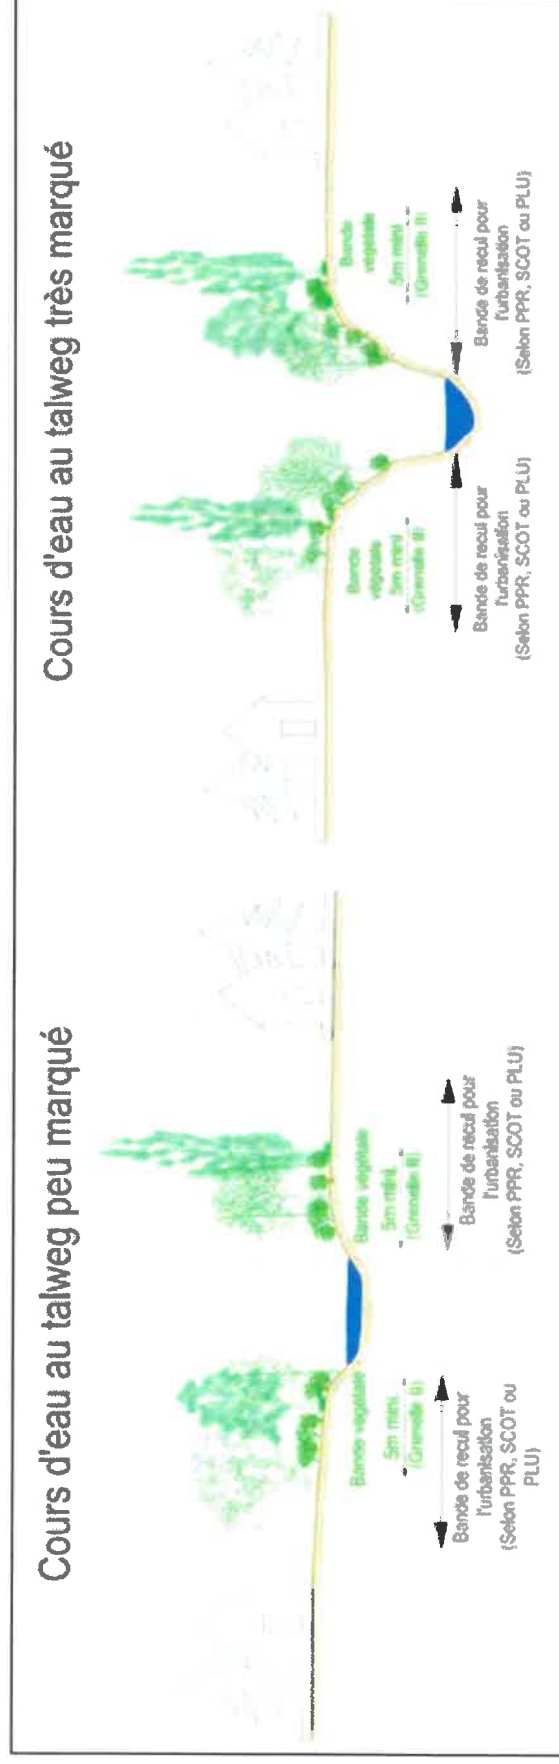 Cours d'eau au talweg peu marqué
Bande végétale
5m mini
(Grenelle II)
Bande de recul pour
l'urbanisation
(Selon PPR, SCOT ou
PLU)
Bande végétale
5m mini
(Grenelle II)
Bande de recul pour
l'urbanisation
(Selon PPR, SCOT ou PLU)
Cours d'eau au talweg très marqué
Bande
végétale
5m mini
(Grenelle II)
Bande de recul pour
l'urbanisation
(Selon PPR, SCOT ou PLU)
Bande
végétale
5m mini
(Grenelle II)
Bande de recul pour
l'urbanisation
(Selon PPR, SCOT ou PLU)